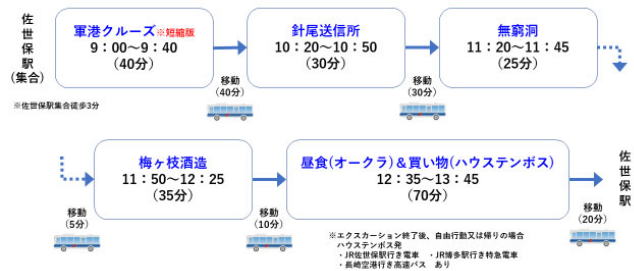 佐世保駅
(集合)
軍港クルーズ※短縮版
9：00～9：40
(40分)
移動
(40分)
針尾送信所
10：20～10：50
(30分)
移動
(30分)
無窮洞
11：20～11：45
(25分)
※佐世保駅集合徒歩3分
移動
(5分)
梅ヶ枝酒造
11：50～12：25
(35分)
移動
(10分)
昼食(オークラ)＆買い物(ハウステンボス)
12：35～13：45
(70分)
移動
(20分)
佐世保駅
※エクスカーション終了後、自由行動又は帰りの場合
ハウステンボス発
・JR佐世保駅行き電車　・JR博多駅行き特急電車
・長崎空港行き高速バス　あり